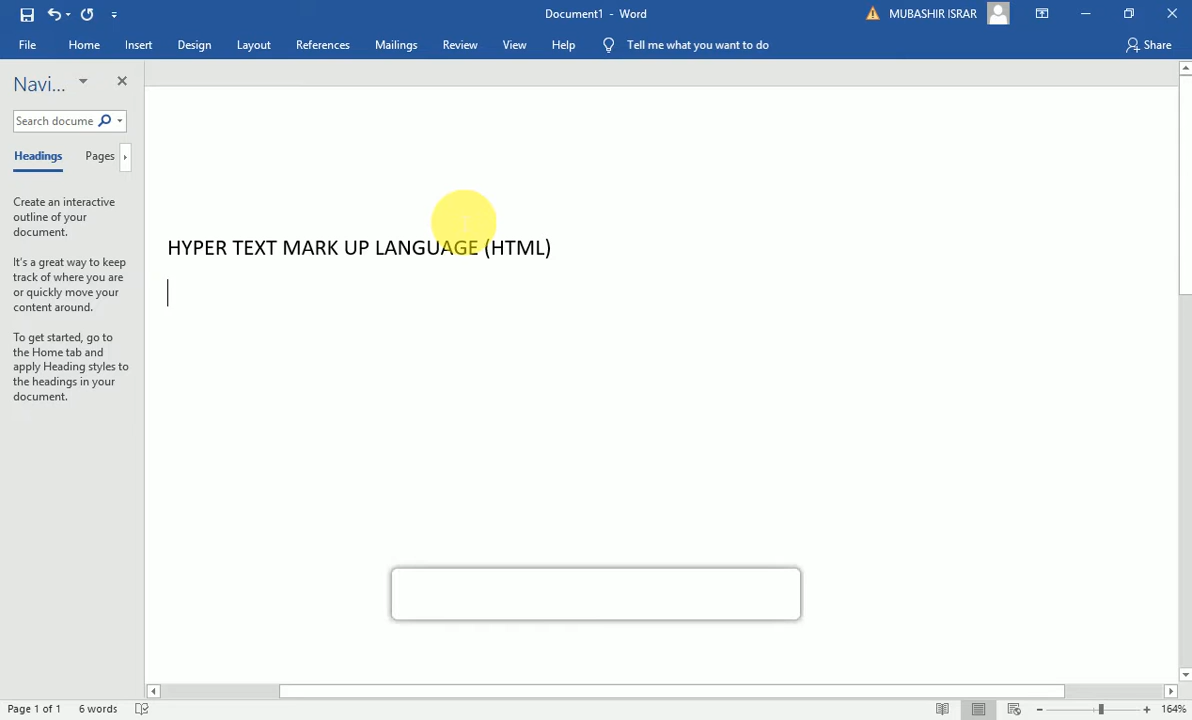 Document1 - Word
MUBASHIR ISRAR
File Home Insert Design Layout References Mailings Review View Help Tell me what you want to do Share
Navi...
Search docume
Headings Pages
Create an interactive
outline of your
document.
It's a great way to keep
track of where you are
or quickly move your
content around.
To get started, go to
the Home tab and
apply Heading styles to
the headings in your
document.
HYPER TEXT MARK UP LANGUAGE (HTML)
Page 1 of 1 6 words 164%